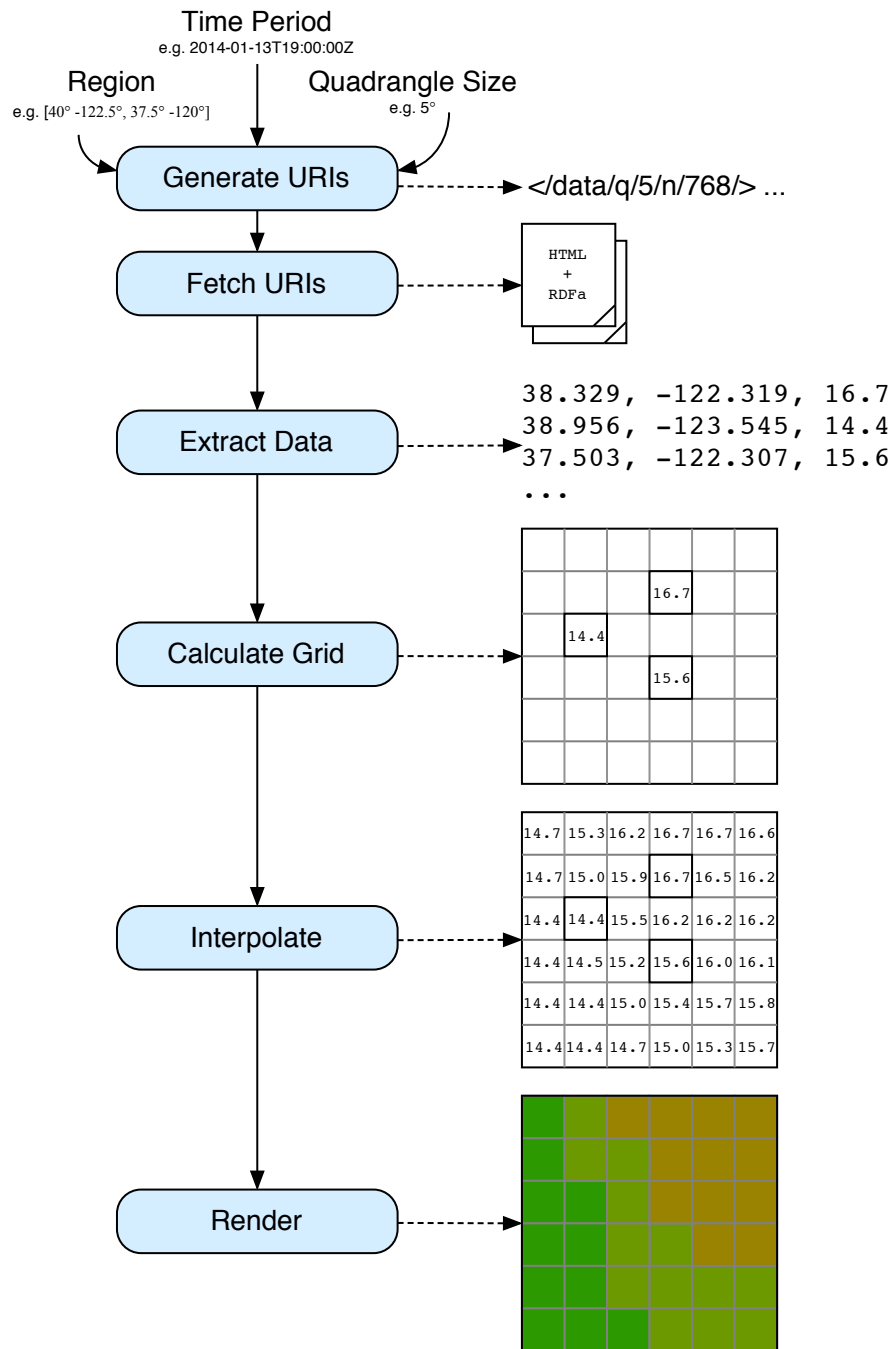 Time Period
e.g. 2014-01-13T19:00:00Z
Region
e.g. [40° -122.5°, 37.5° -120°]
Quadrangle Size
e.g. 5°
Generate URIs
</data/q/5/n/768/> ...
Fetch URIs
HTML
+
RDFa
Extract Data
38.329, -122.319, 16.7
38.956, -123.545, 14.4
37.503, -122.307, 15.6
...
Calculate Grid
16.7
14.4
15.6
Interpolate
14.7 15.3 16.2 16.7 16.7 16.6
14.7 15.0 15.9 16.7 16.5 16.2
14.4 14.4 15.5 16.2 16.2 16.2
14.4 14.5 15.2 15.6 16.0 16.1
14.4 14.4 15.0 15.4 15.7 15.8
14.4 14.4 14.7 15.0 15.3 15.7
Render